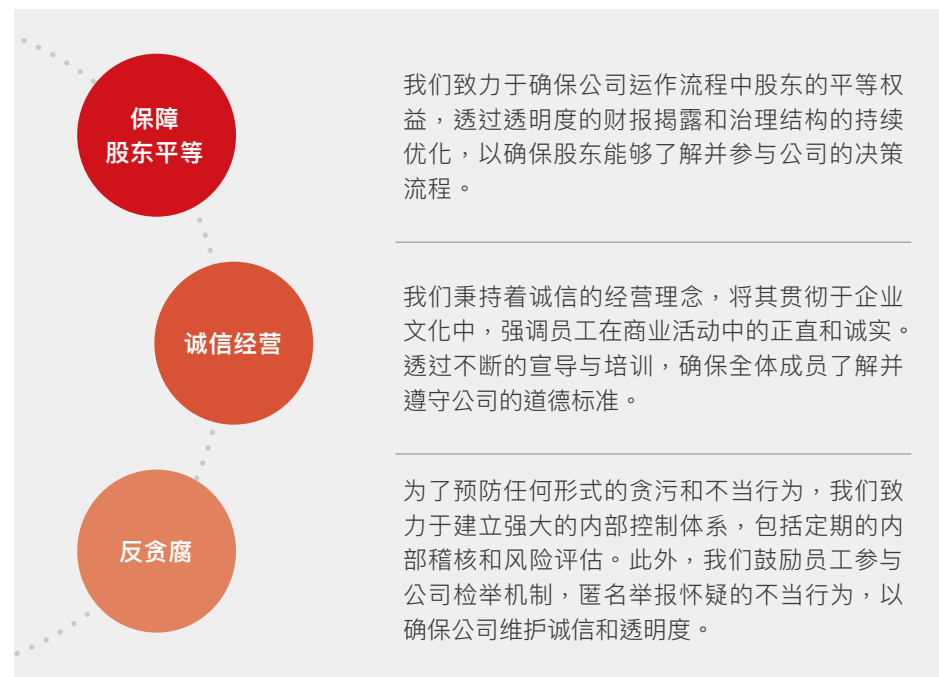 保障
股东平等
我们致力于确保公司运作流程中股东的平等权
益，透过透明度的财报揭露和治理结构的持续
优化，以确保股东能够了解并参与公司的决策
流程。
诚信经营
我们秉持着诚信的经营理念，将其贯彻于企业
文化中，强调员工在商业活动中的正直和诚实。
透过不断的宣导与培训，确保全体成员了解并
遵守公司的道德标准。
反贪腐
为了预防任何形式的贪污和不当行为，我们致
力于建立强大的内部控制体系，包括定期的内
部稽核和风险评估。此外，我们鼓励员工参与
公司检举机制，匿名举报怀疑的不当行为，以
确保公司维护诚信和透明度。